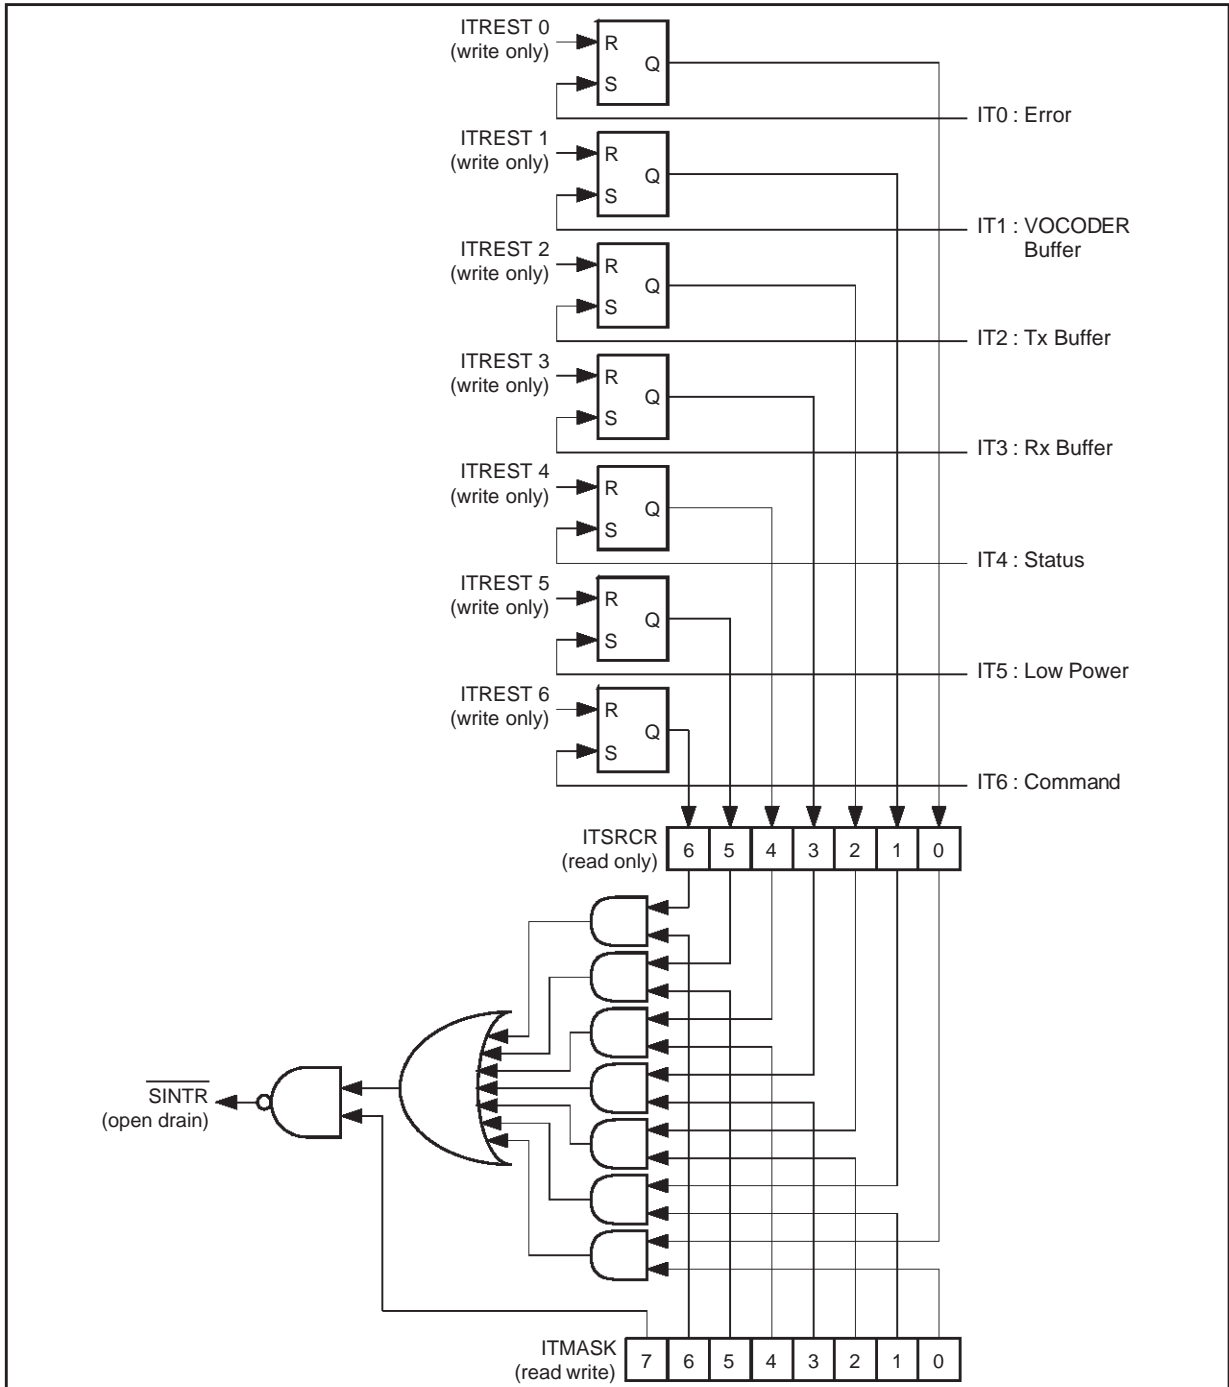 ITREST 0
(write only)
R
Q
S
IT0 : Error
ITREST 1
(write only)
R
Q
S
IT1 : VOCODER
Buffer
ITREST 2
(write only)
R
Q
S
IT2 : Tx Buffer
ITREST 3
(write only)
R
Q
S
IT3 : Rx Buffer
ITREST 4
(write only)
R
Q
S
IT4 : Status
ITREST 5
(write only)
R
Q
S
IT5 : Low Power
ITREST 6
(write only)
R
Q
S
IT6 : Command
ITSRCR
(read only)
6 5 4 3 2 1 0
SINTR
(open drain)
ITMASK
(read write)
7 6 5 4 3 2 1 0